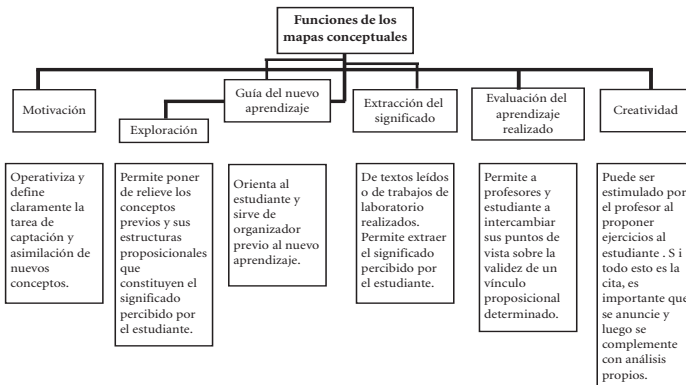 Funciones de los
mapas conceptuales
Motivación
Exploración
Guía del nuevo
aprendizaje
Extracción del
significado
Evaluación del
aprendizaje
realizado
Creatividad
Operativiza y
define
claramente la
tarea de
captación y
asimilación de
nuevos
conceptos.
Permite poner
de relieve los
conceptos
previos y sus
estructuras
proposicionales
que
constituyen el
significado
percibido por
el estudiante.
Orienta al
estudiante y
sirve de
organizador
previo al nuevo
aprendizaje.
De textos leídos
o de trabajos de
laboratorio
realizados.
Permite extraer
el significado
percibido por
el estudiante.
Permite a
profesores y
estudiante a
intercambiar
sus puntos de
vista sobre la
validez de un
vínculo
proposicional
determinado.
Puede ser
estimulado por
el profesor al
proponer
ejercicios al
estudiante . S i
todo esto es la
cita, es
importante que
se anuncie y
luego se
complemente
con análisis
propios.